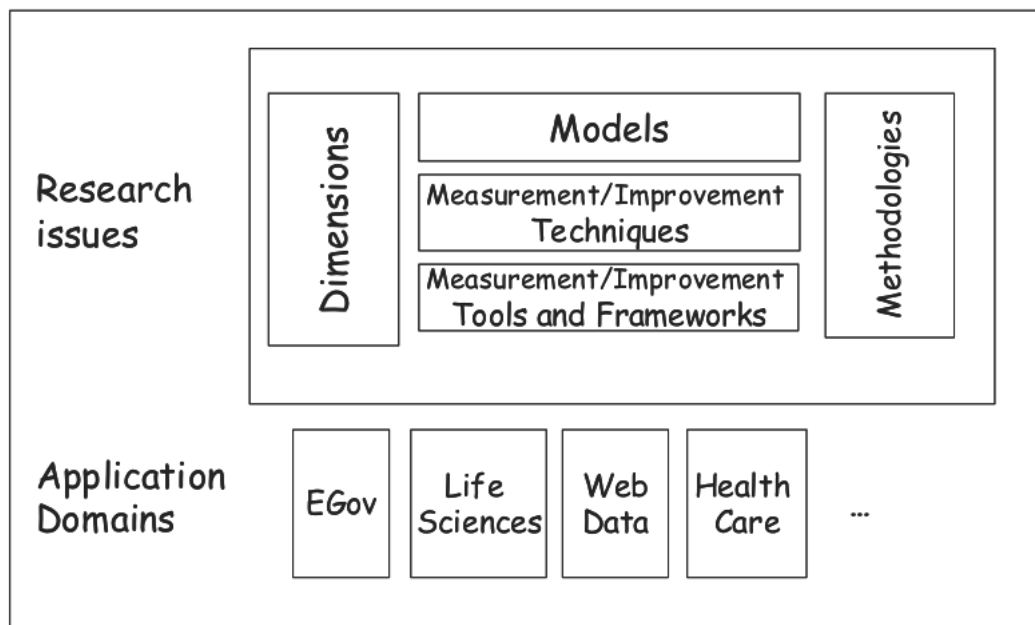 Research
issues
Dimensions
Models
Measurement/Improvement
Techniques
Measurement/Improvement
Tools and Frameworks
Methodologies
Application
Domains
EGov
Life
Sciences
Web
Data
Health
Care
...